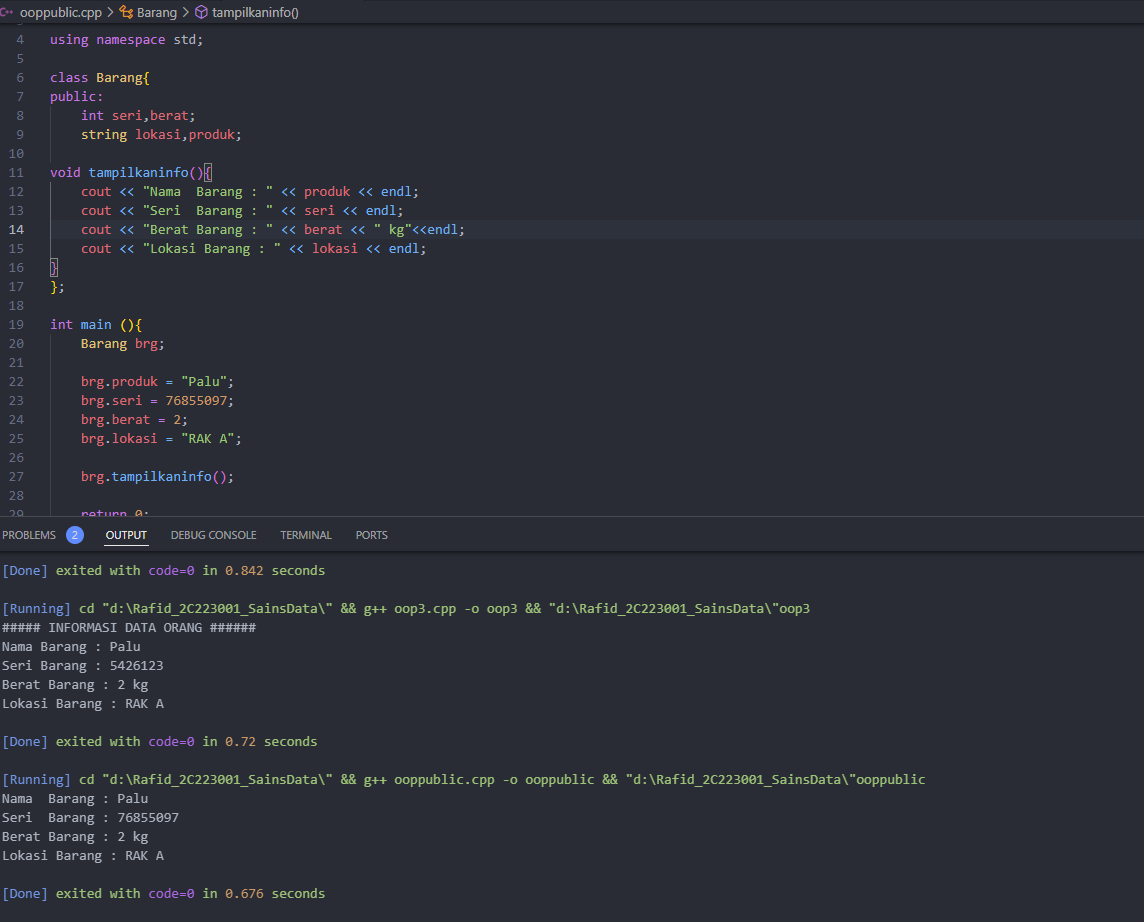 C++ ooppublic.cpp > Barang > tampilkaninfo()
4 using namespace std;
5
6 class Barang{
7 public:
8     int seri,berat;
9     string lokasi,produk;
10
11 void tampilkaninfo(){
12     cout << "Nama  Barang : " << produk << endl;
13     cout << "Seri  Barang : " << seri << endl;
14     cout << "Berat Barang : " << berat << " kg"<<endl;
15     cout << "Lokasi Barang : " << lokasi << endl;
16 }
17 };
18
19 int main (){
20     Barang brg;
21
22     brg.produk = "Palu";
23     brg.seri = 76855097;
24     brg.berat = 2;
25     brg.lokasi = "RAK A";
26
27     brg.tampilkaninfo();
28
29     return 0;
PROBLEMS 2 OUTPUT DEBUG CONSOLE TERMINAL PORTS
[Done] exited with code=0 in 0.842 seconds
[Running] cd "d:\Rafid_2C223001_SainsData\" && g++ oop3.cpp -o oop3 && "d:\Rafid_2C223001_SainsData\"oop3
##### INFORMASI DATA ORANG ######
Nama Barang : Palu
Seri Barang : 5426123
Berat Barang : 2 kg
Lokasi Barang : RAK A
[Done] exited with code=0 in 0.72 seconds
[Running] cd "d:\Rafid_2C223001_SainsData\" && g++ ooppublic.cpp -o ooppublic && "d:\Rafid_2C223001_SainsData\"ooppublic
Nama  Barang : Palu
Seri  Barang : 76855097
Berat Barang : 2 kg
Lokasi Barang : RAK A
[Done] exited with code=0 in 0.676 seconds